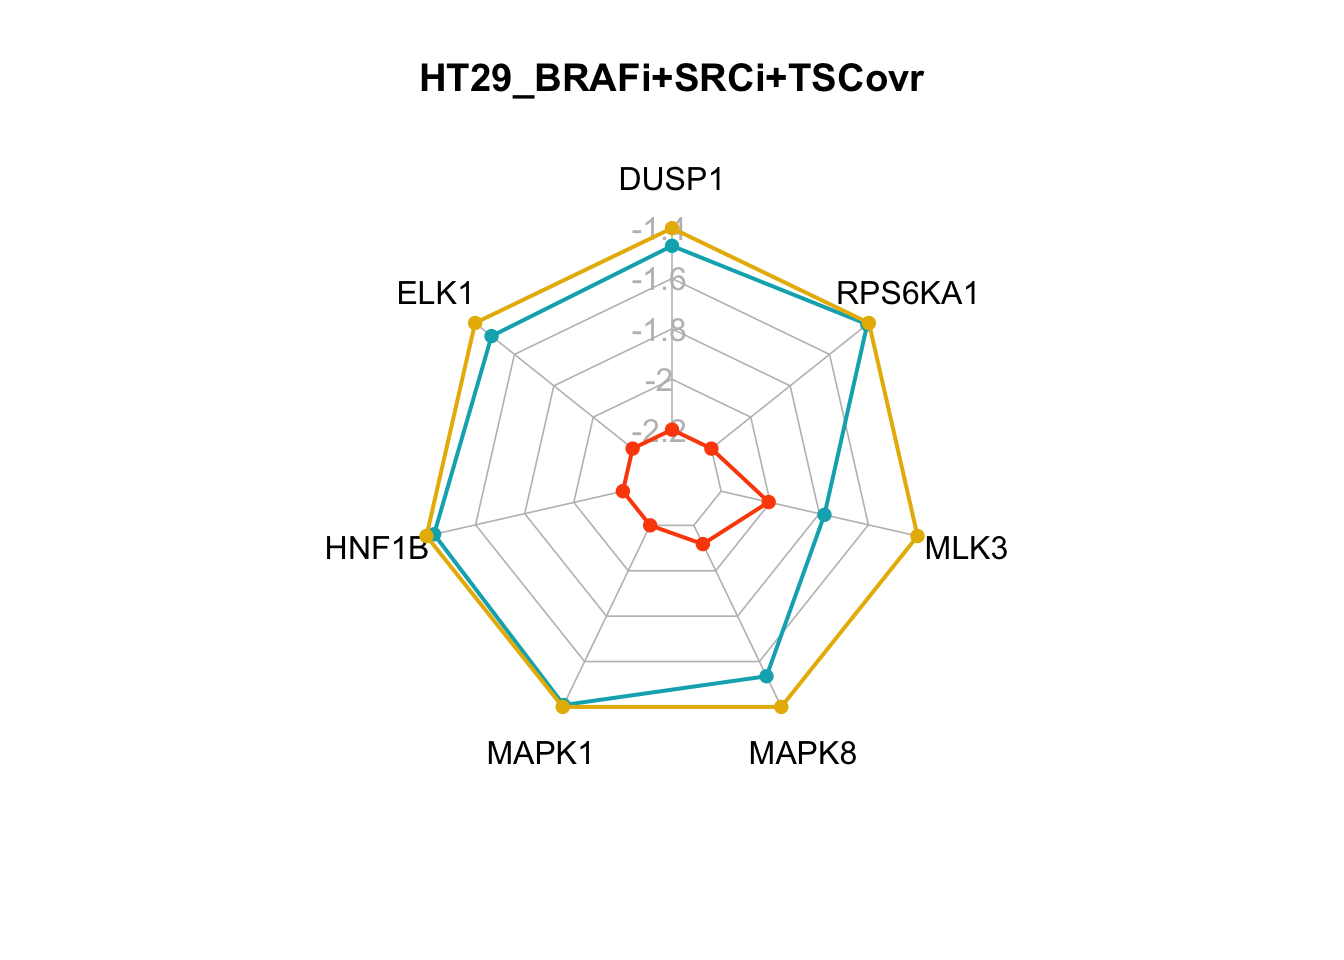 HT29_BRAFi+SRCi+TSCovr
DUSP1
-1.4
ELK1
-1.6
RPS6KA1
-1.8
-2
-2.2
HNF1B
MLK3
MAPK1
MAPK8